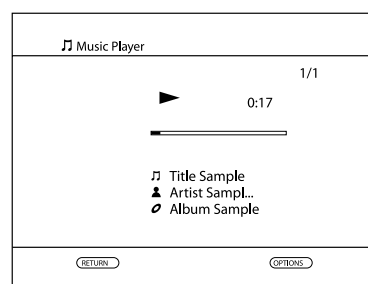 Music Player
1/1
0:17
Title Sample
Artist Sampl...
Album Sample
RETURN OPTIONS